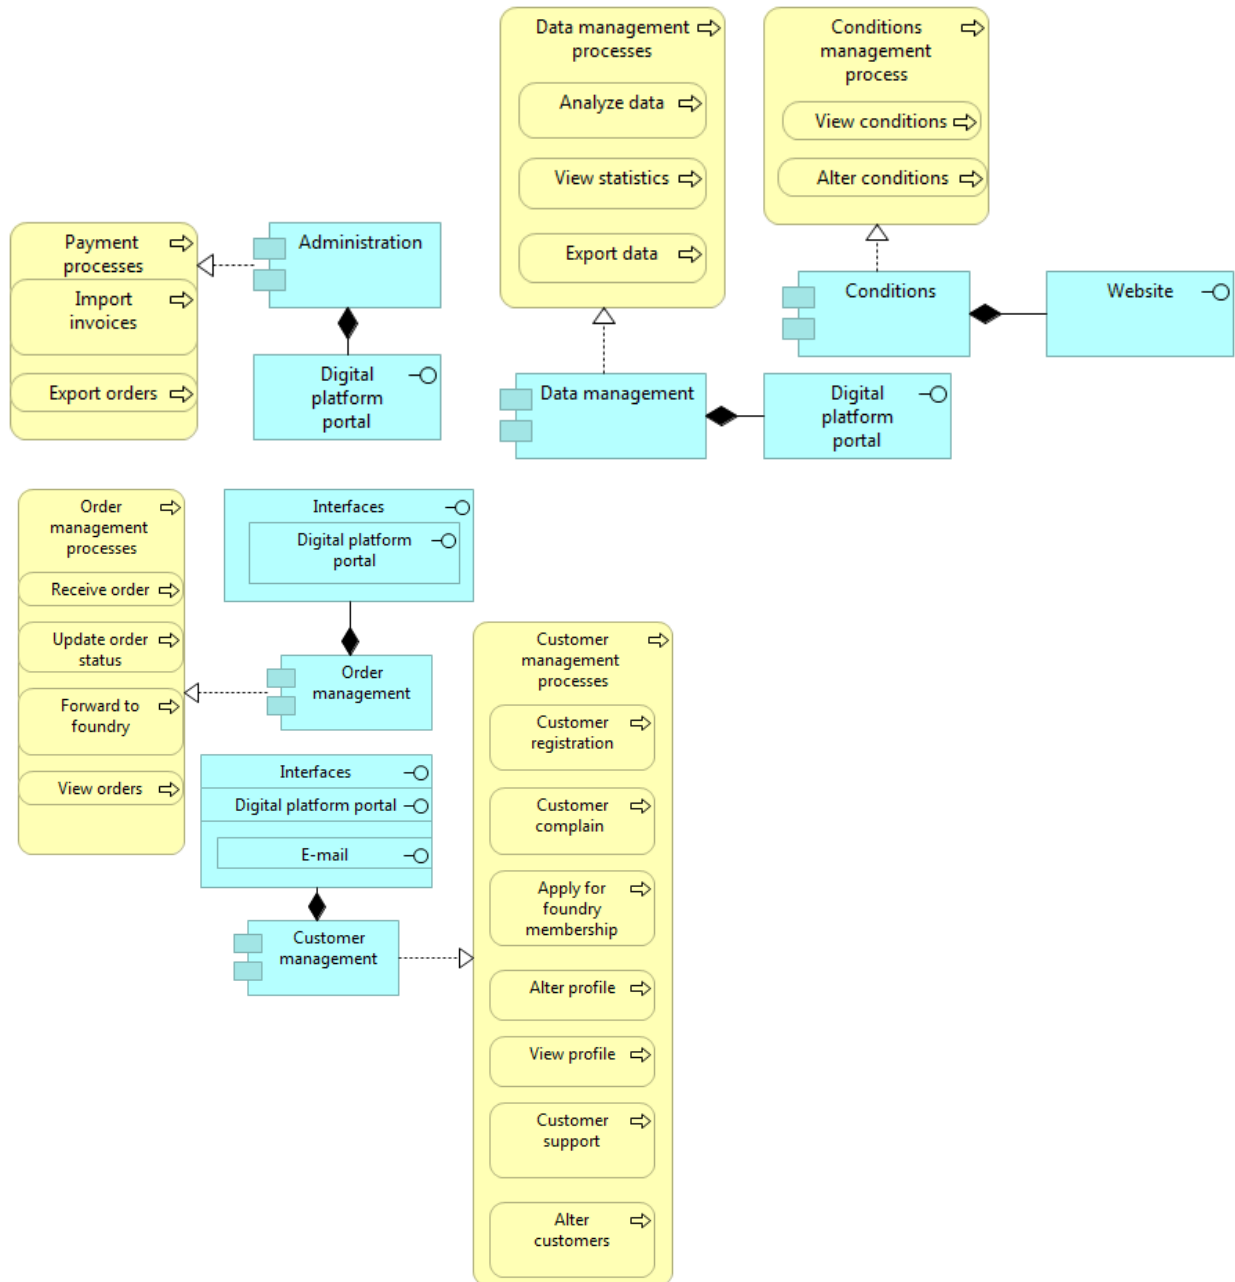 Data management
processes
Analyze data
View statistics
Export data
Conditions
management
process
View conditions
Alter conditions
Payment
processes
Import
invoices
Export orders
Administration
Digital
platform
portal
Conditions
Website
Data management
Digital
platform
portal
Order
management
processes
Receive order
Update order
status
Forward to
foundry
View orders
Interfaces
Digital platform
portal
Order
management
Interfaces
Digital platform portal
E-mail
Customer
management
Customer
management
processes
Customer
registration
Customer
complain
Apply for
foundry
membership
Alter profile
View profile
Customer
support
Alter
customers